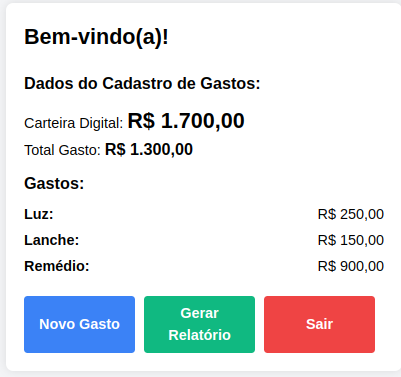 Bem-vindo(a)!
Dados do Cadastro de Gastos:
Carteira Digital: R$ 1.700,00
Total Gasto: R$ 1.300,00
Gastos:
Luz: R$ 250,00
Lanche: R$ 150,00
Remédio: R$ 900,00
Novo Gasto
Gerar
Relatório
Sair